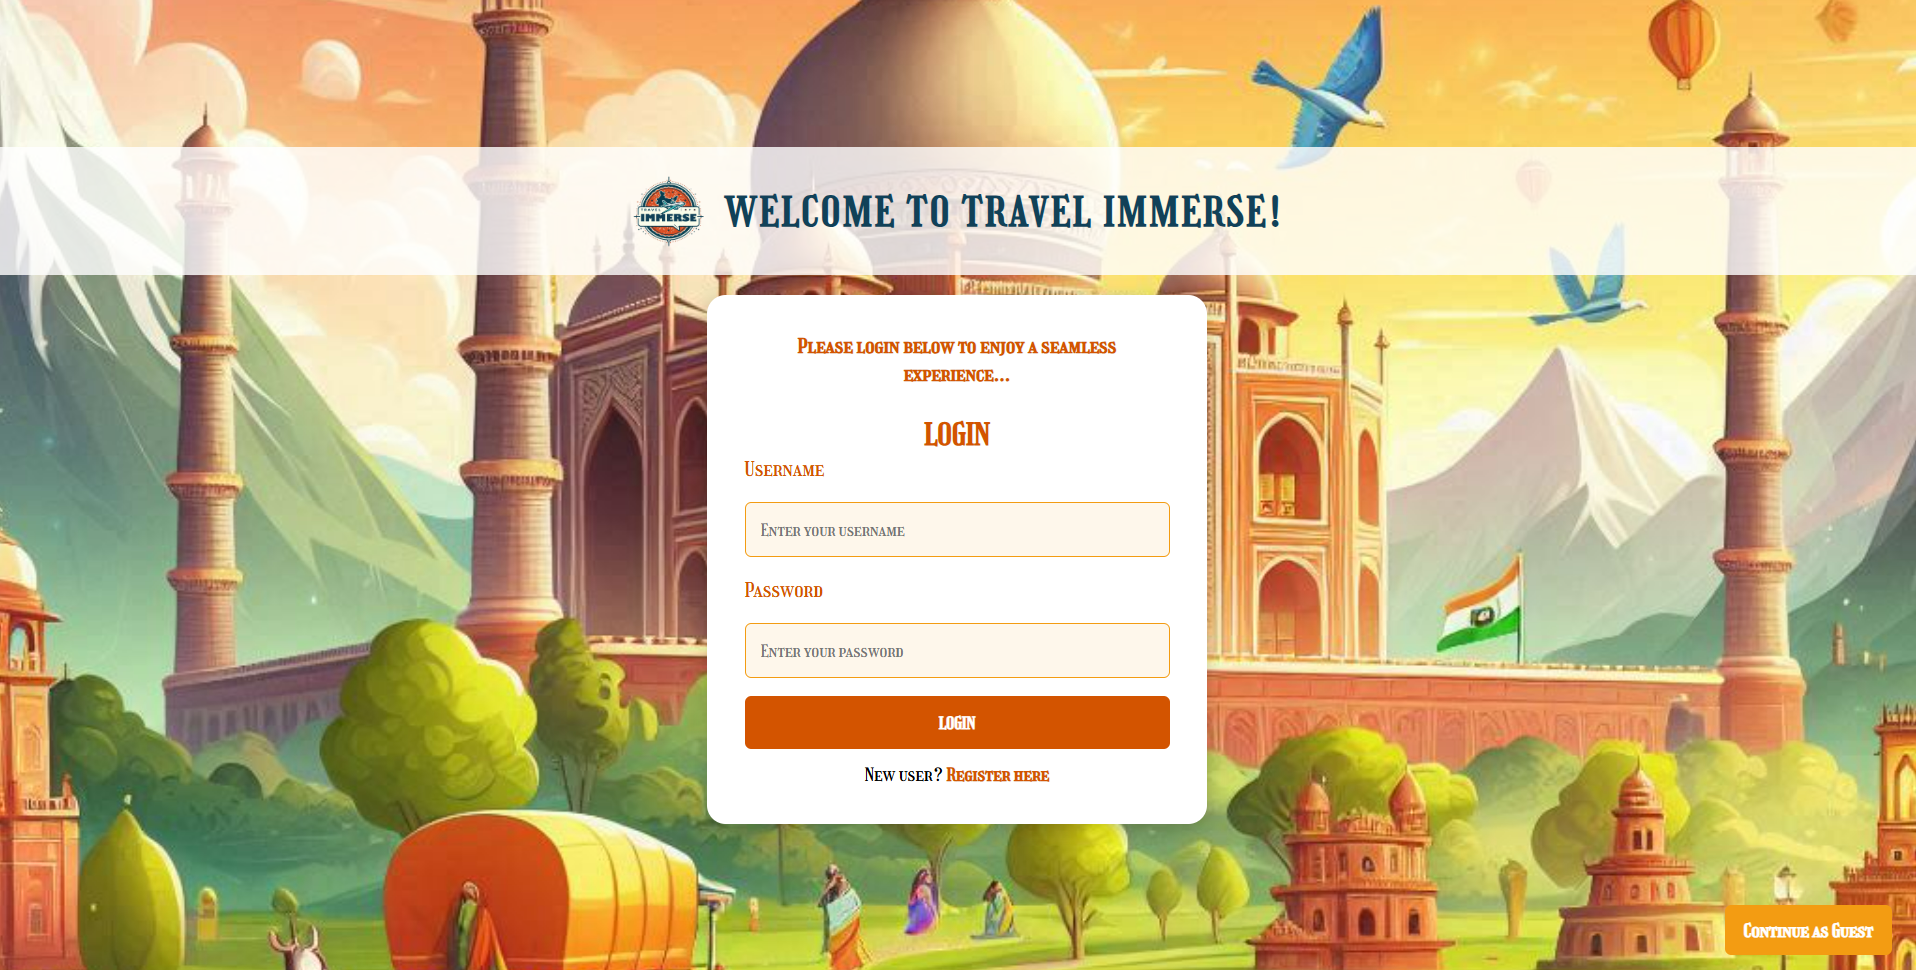 TRAVEL
IMMERSE
WELCOME TO TRAVEL IMMERSE!
Please login below to enjoy a seamless
experience...
LOGIN
Username
Enter your username
Password
Enter your password
LOGIN
New user? Register here
Continue as Guest